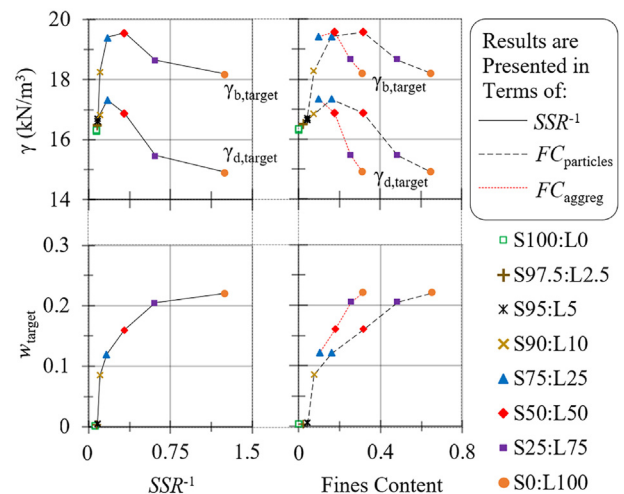 20
18
16
14
γ (kN/m³)
γb,target
γd,target
γb,target
γd,target
0.3
0.2
0.1
0
wtarget
0
0.75
1.5
SSR-1
0
0.4
0.8
Fines Content
Results are
Presented in
Terms of:
SSR-1
FCparticles
FCaggreg
S100:L0
S97.5:L2.5
S95:L5
S90:L10
S75:L25
S50:L50
S25:L75
S0:L100